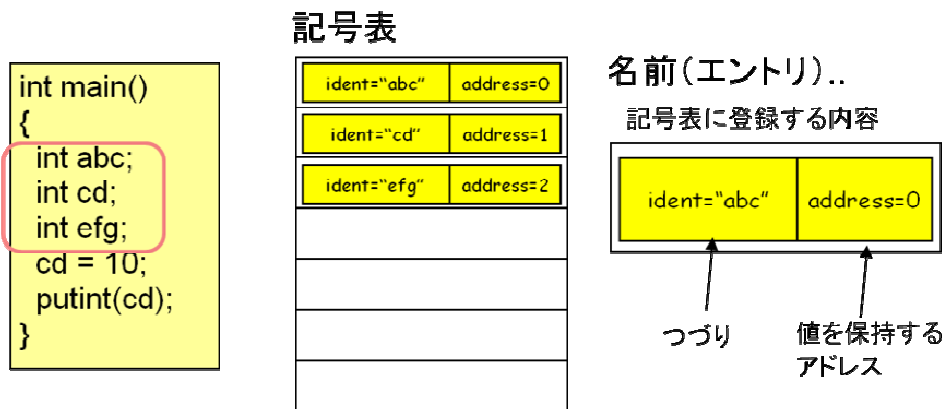 int main()
{
int abc;
int cd;
int efg;
cd = 10;
putint(cd);
}
記号表
ident="abc" address=0
ident="cd" address=1
ident="efg" address=2
名前(エントリ)..
記号表に登録する内容
ident="abc" address=0
つづり
値を保持する
アドレス